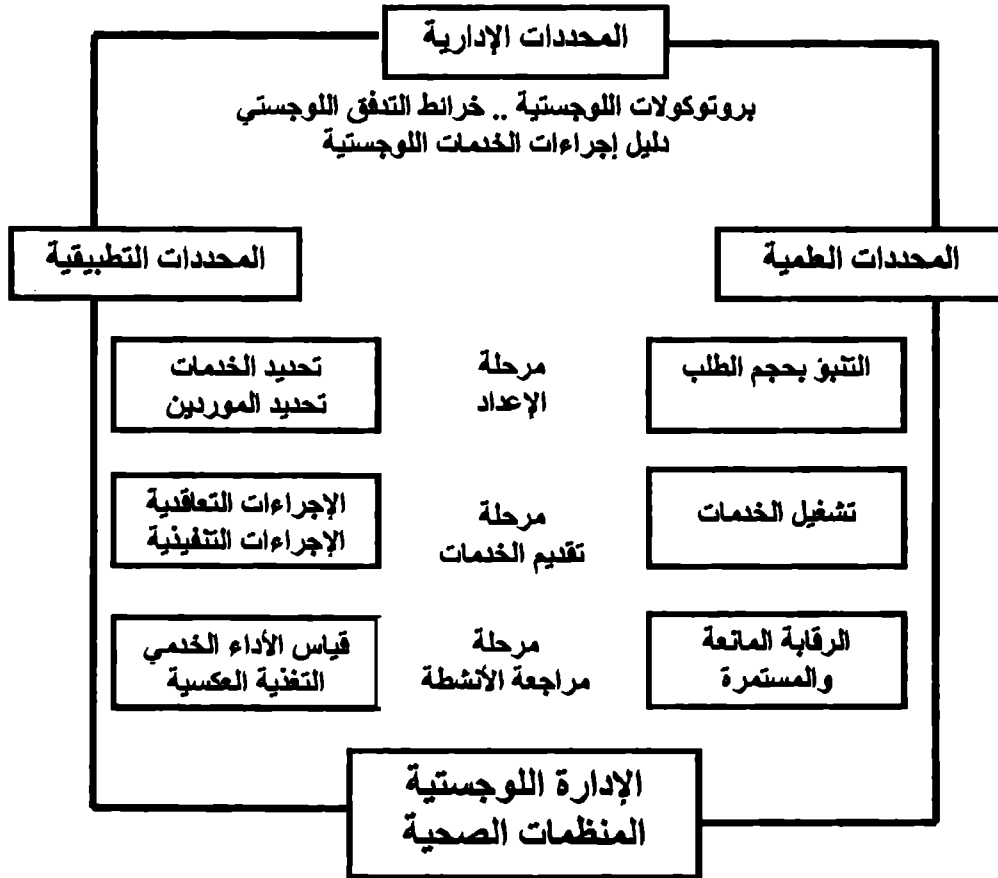 المحددات الإدارية
بروتوكولات اللوجستية .. خرائط التدفق اللوجستي
دليل إجراءات الخدمات اللوجستية
المحددات العلمية
المحددات التطبيقية
التنبؤ بحجم الطلب
مرحلة
الإعداد
تحديد الخدمات
تحديد الموردين
تشغيل الخدمات
مرحلة
تقديم الخدمات
الإجراءات التعاقدية
الإجراءات التنفيذية
الرقابة المانعة
والمستمرة
مرحلة
مراجعة الأنشطة
قياس الأداء الخدمي
التغذية العكسية
الإدارة اللوجستية
المنظمات الصحية